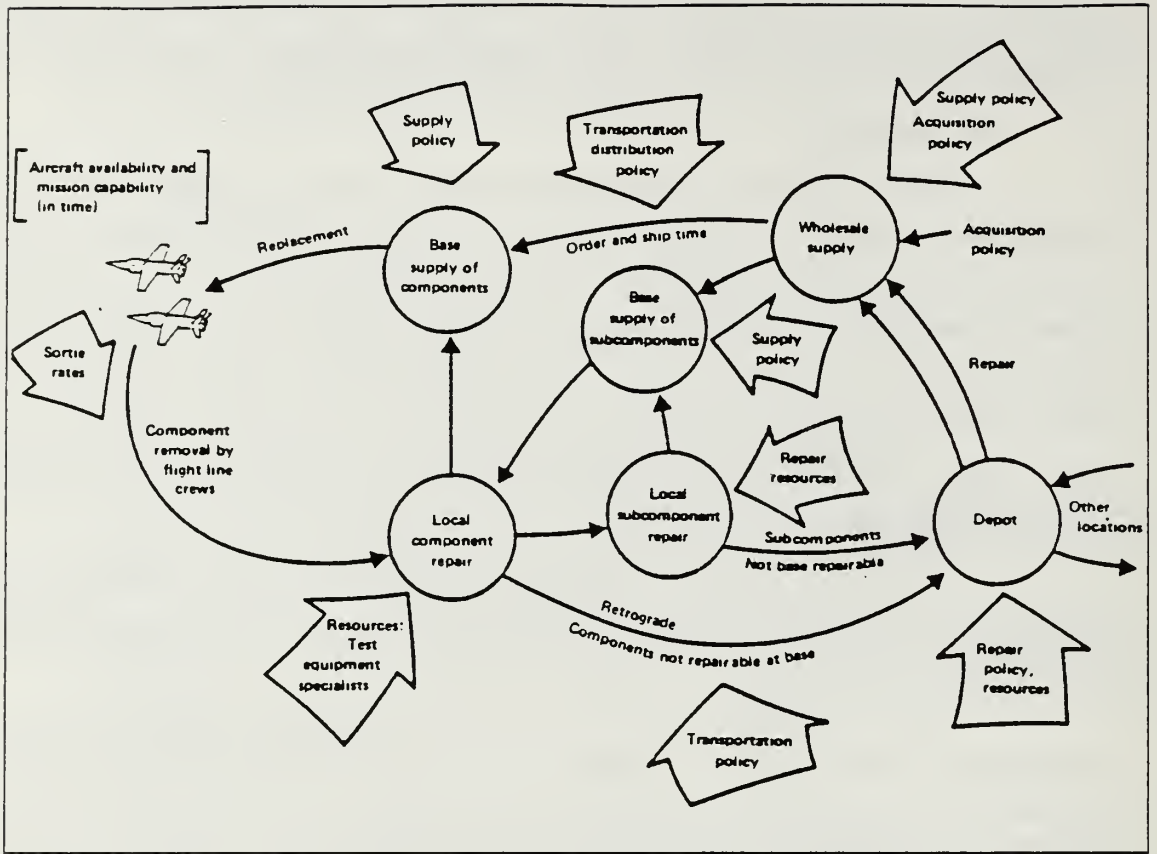 Supply
policy
Transportation
distribution
policy
Supply policy
Acquisition
policy
Aircraft availability and
mission capability
(in time)
Replacement
Base
supply of
components
Order and ship time
Wholesale
supply
Acquisition
policy
Base
supply of
subcomponents
Supply
policy
Sortie
rates
Repair
Component
removal by
flight line
crews
Repair
resources
Local
component
repair
Local
subcomponent
repair
Subcomponents
Not base repairable
Depot
Other
locations
Retrograde
Components not repairable at base
Resources:
Test
equipment
specialists
Repair
policy,
resources
Transportation
policy